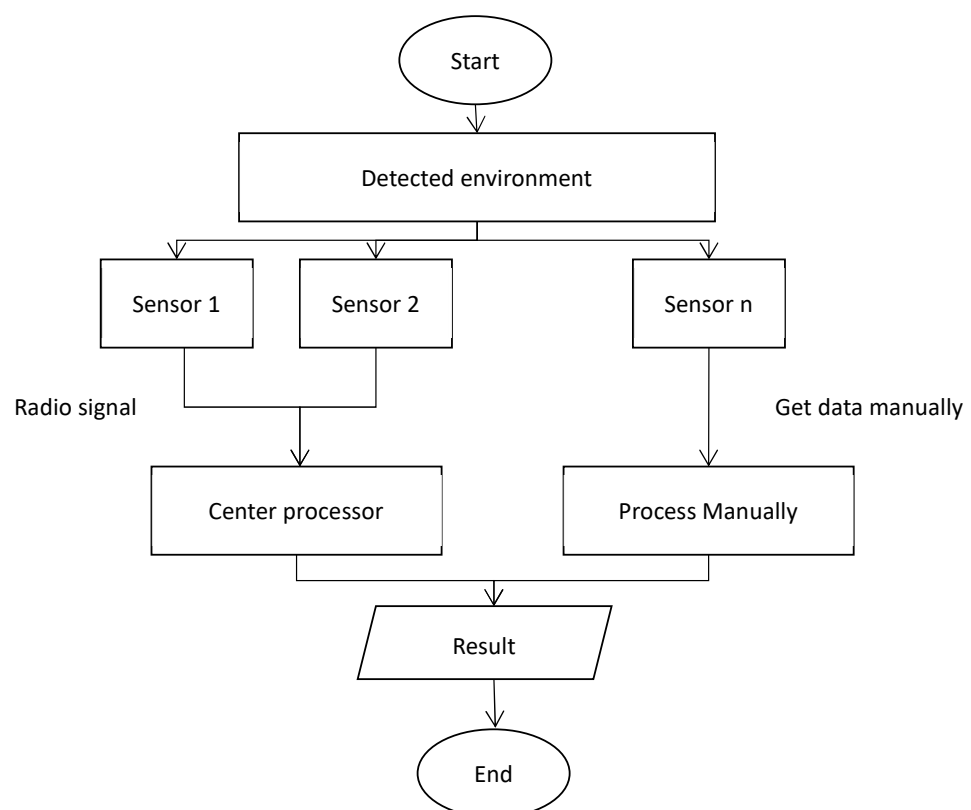 Start
Detected environment
Sensor 1
Sensor 2
Sensor n
Radio signal
Get data manually
Center processor
Process Manually
Result
End